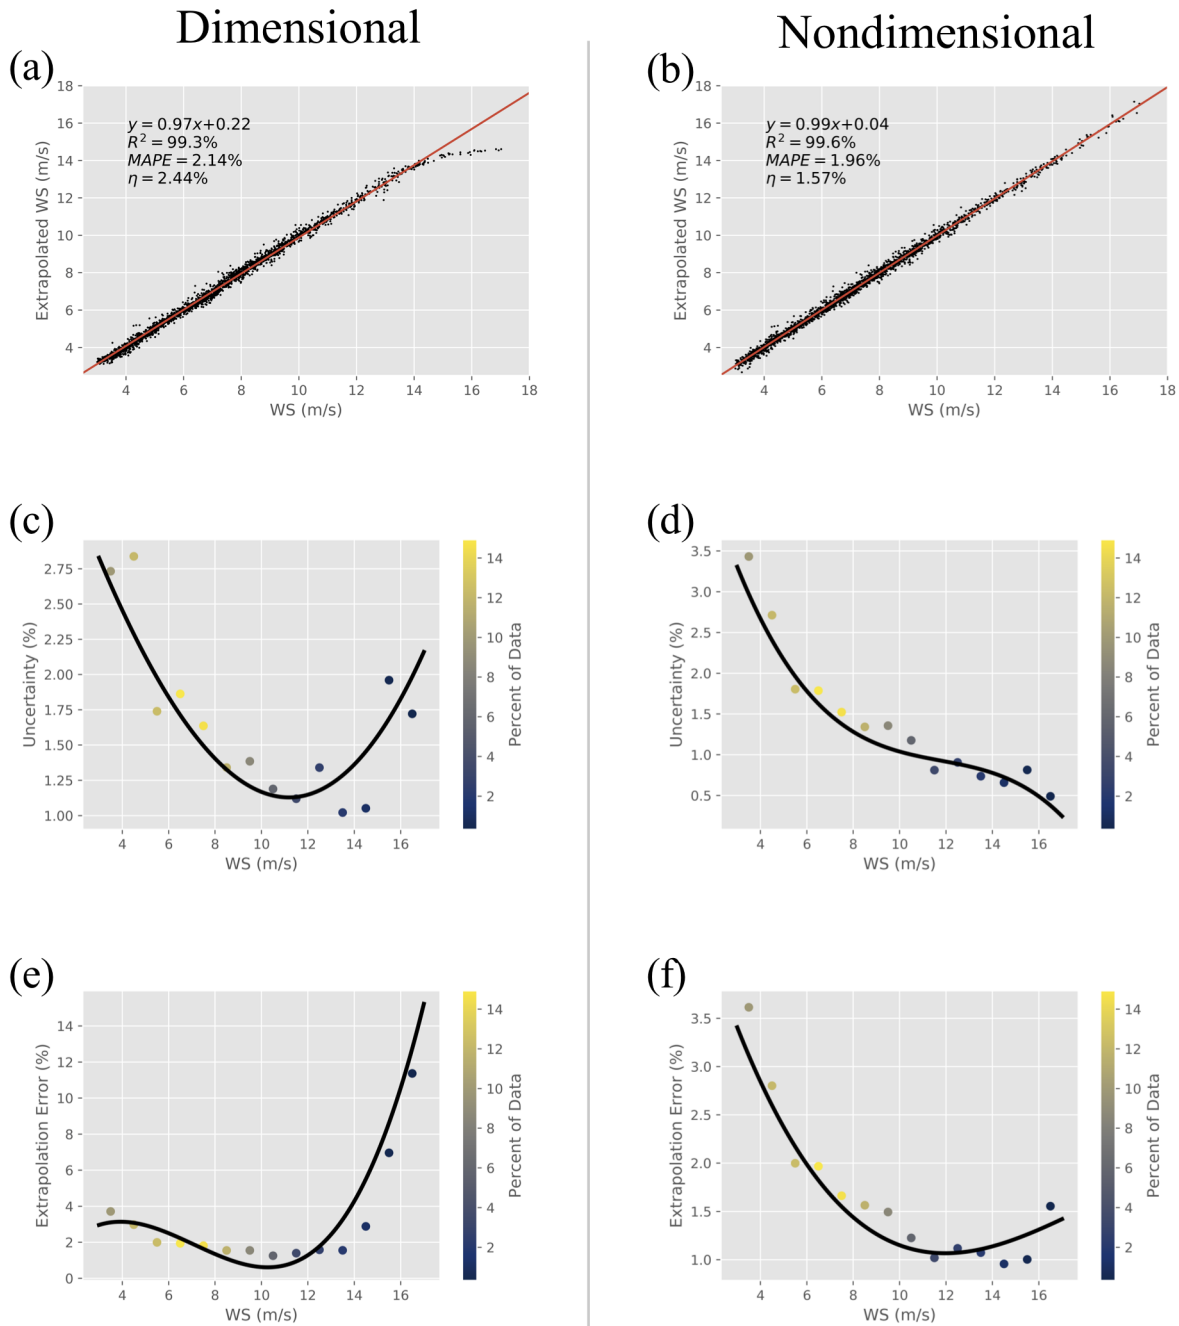 Dimensional
Nondimensional
(a)
18
16
14
12
10
8
6
4
Extrapolated WS (m/s)
y = 0.97x+0.22
R² = 99.3%
MAPE = 2.14%
η = 2.44%
4 6 8 10 12 14 16 18
WS (m/s)
(b)
18
16
14
12
10
8
6
4
Extrapolated WS (m/s)
y = 0.99x+0.04
R² = 99.6%
MAPE = 1.96%
η = 1.57%
4 6 8 10 12 14 16 18
WS (m/s)
(c)
2.75
2.50
2.25
2.00
1.75
1.50
1.25
1.00
Uncertainty (%)
4 6 8 10 12 14 16
WS (m/s)
14
12
10
8
6
4
2
Percent of Data
(d)
3.5
3.0
2.5
2.0
1.5
1.0
0.5
Uncertainty (%)
4 6 8 10 12 14 16
WS (m/s)
14
12
10
8
6
4
2
Percent of Data
(e)
14
12
10
8
6
4
2
0
Extrapolation Error (%)
4 6 8 10 12 14 16
WS (m/s)
14
12
10
8
6
4
2
Percent of Data
(f)
3.5
3.0
2.5
2.0
1.5
1.0
Extrapolation Error (%)
4 6 8 10 12 14 16
WS (m/s)
14
12
10
8
6
4
2
Percent of Data